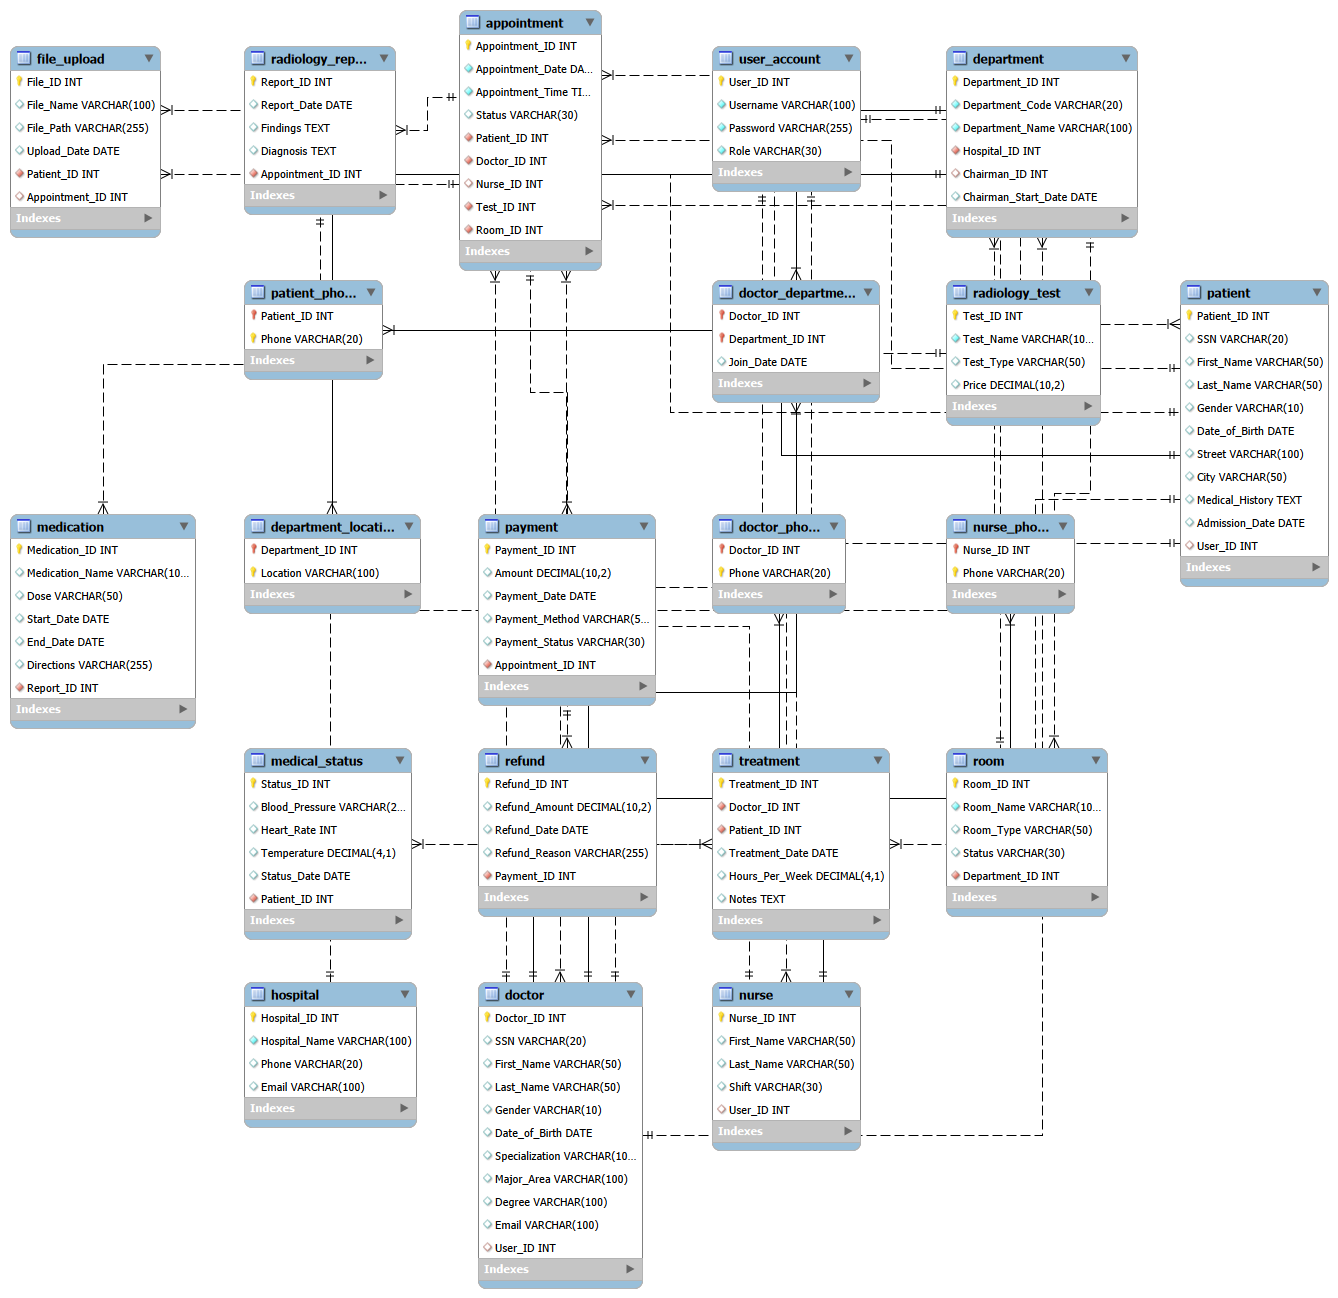 appointment
Appointment_ID INT
Appointment_Date DA...
Appointment_Time TI...
Status VARCHAR(30)
Patient_ID INT
Doctor_ID INT
Nurse_ID INT
Test_ID INT
Room_ID INT
Indexes
file_upload
File_ID INT
File_Name VARCHAR(100)
File_Path VARCHAR(255)
Upload_Date DATE
Patient_ID INT
Appointment_ID INT
Indexes
radiology_rep...
Report_ID INT
Report_Date DATE
Findings TEXT
Diagnosis TEXT
Appointment_ID INT
Indexes
user_account
User_ID INT
Username VARCHAR(100)
Password VARCHAR(255)
Role VARCHAR(30)
Indexes
department
Department_ID INT
Department_Code VARCHAR(20)
Department_Name VARCHAR(100)
Hospital_ID INT
Chairman_ID INT
Chairman_Start_Date DATE
Indexes
patient_pho...
Patient_ID INT
Phone VARCHAR(20)
Indexes
doctor_departme...
Doctor_ID INT
Department_ID INT
Join_Date DATE
Indexes
radiology_test
Test_ID INT
Test_Name VARCHAR(10...
Test_Type VARCHAR(50)
Price DECIMAL(10,2)
Indexes
patient
Patient_ID INT
SSN VARCHAR(20)
First_Name VARCHAR(50)
Last_Name VARCHAR(50)
Gender VARCHAR(10)
Date_of_Birth DATE
Street VARCHAR(100)
City VARCHAR(50)
Medical_History TEXT
Admission_Date DATE
User_ID INT
Indexes
medication
Medication_ID INT
Medication_Name VARCHAR(10...
Dose VARCHAR(50)
Start_Date DATE
End_Date DATE
Directions VARCHAR(255)
Report_ID INT
Indexes
department_locati...
Department_ID INT
Location VARCHAR(100)
Indexes
payment
Payment_ID INT
Amount DECIMAL(10,2)
Payment_Date DATE
Payment_Method VARCHAR(5...
Payment_Status VARCHAR(30)
Appointment_ID INT
Indexes
doctor_pho...
Doctor_ID INT
Phone VARCHAR(20)
Indexes
nurse_pho...
Nurse_ID INT
Phone VARCHAR(20)
Indexes
medical_status
Status_ID INT
Blood_Pressure VARCHAR(2...
Heart_Rate INT
Temperature DECIMAL(4,1)
Status_Date DATE
Patient_ID INT
Indexes
refund
Refund_ID INT
Refund_Amount DECIMAL(10,2)
Refund_Date DATE
Refund_Reason VARCHAR(255)
Payment_ID INT
Indexes
treatment
Treatment_ID INT
Doctor_ID INT
Patient_ID INT
Treatment_Date DATE
Hours_Per_Week DECIMAL(4,1)
Notes TEXT
Indexes
room
Room_ID INT
Room_Name VARCHAR(10...
Room_Type VARCHAR(50)
Status VARCHAR(30)
Department_ID INT
Indexes
hospital
Hospital_ID INT
Hospital_Name VARCHAR(100)
Phone VARCHAR(20)
Email VARCHAR(100)
Indexes
doctor
Doctor_ID INT
SSN VARCHAR(20)
First_Name VARCHAR(50)
Last_Name VARCHAR(50)
Gender VARCHAR(10)
Date_of_Birth DATE
Specialization VARCHAR(10...
Major_Area VARCHAR(100)
Degree VARCHAR(100)
Email VARCHAR(100)
User_ID INT
Indexes
nurse
Nurse_ID INT
First_Name VARCHAR(50)
Last_Name VARCHAR(50)
Shift VARCHAR(30)
User_ID INT
Indexes